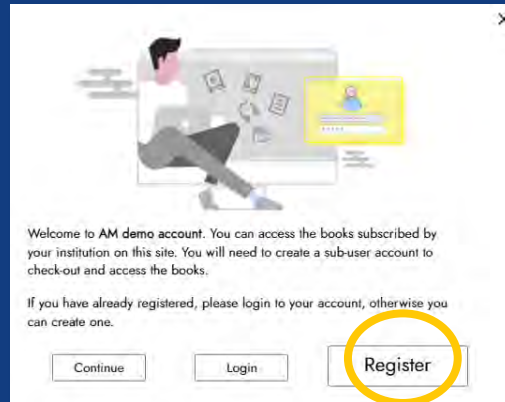 Welcome to AM demo account. You can access the books subscribed by
your institution on this site. You will need to create a sub-user account to
check-out and access the books.
If you have already registered, please login to your account, otherwise you
can create one.
Continue
Login
Register